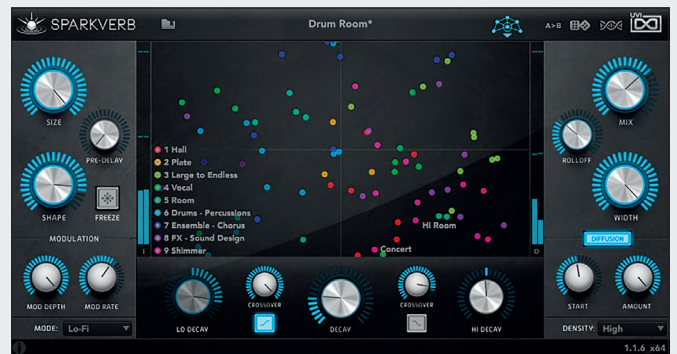 SPARKVERB
Drum Room*
A>B
UVI
SIZE
PRE-DELAY
SHAPE
FREEZE
MODULATION
MOD DEPTH
MOD RATE
MODE: Lo-Fi
1 Hall
2 Plate
3 Large to Endless
4 Vocal
5 Room
6 Drums - Percussions
7 Ensemble - Chorus
8 FX - Sound Design
9 Shimmer
Hi Room
Concert
I
O
LO DECAY
CROSSOVER
DECAY
CROSSOVER
HI DECAY
MIX
ROLLOFF
WIDTH
DIFFUSION
START
AMOUNT
DENSITY: High
1.1.6 x64